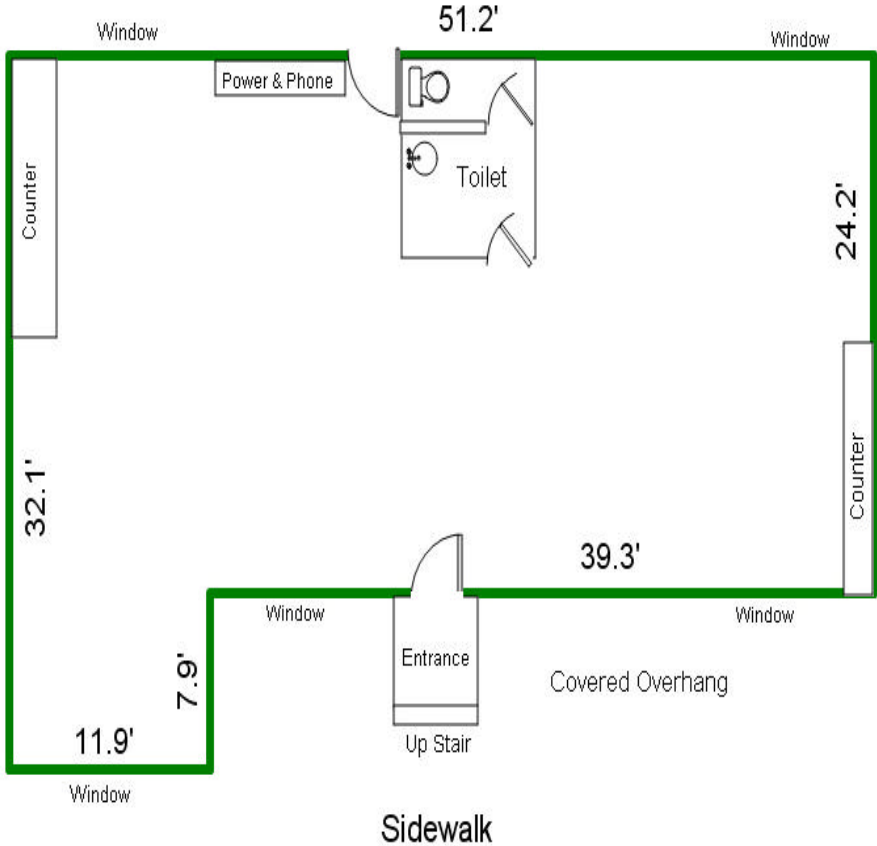 51.2'
Window
Window
Power & Phone
Counter
Toilet
24.2'
Counter
32.1'
39.3'
Window
Window
Entrance
7.9'
Covered Overhang
11.9'
Up Stair
Window
Sidewalk